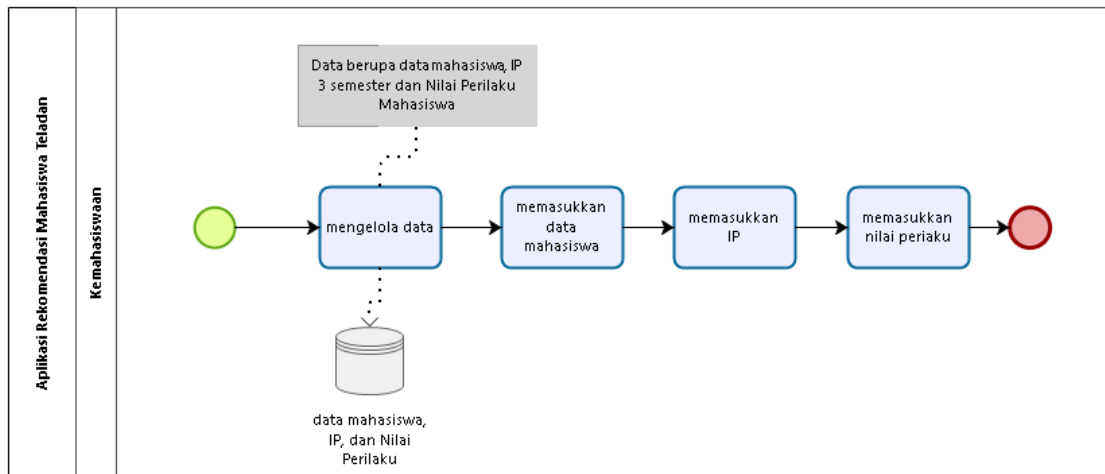 Aplikasi Rekomendasi Mahasiswa Teladan
Kemahasiswaan
Data berupa data mahasiswa, IP
3 semester dan Nilai Perilaku
Mahasiswa
mengelola data
memasukkan
data
mahasiswa
memasukkan
IP
memasukkan
nilai periaku
data mahasiswa,
IP, dan Nilai
Perilaku